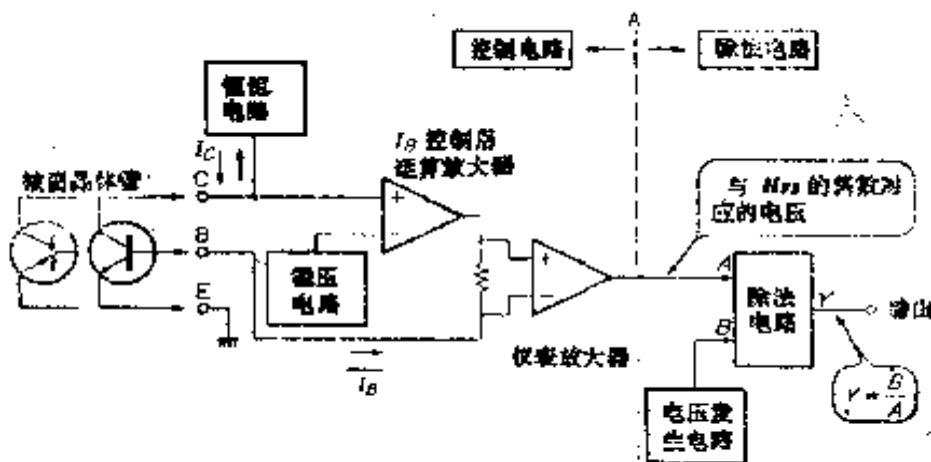 A
控制电路
除法电路
恒流
电路
I_C
I_B 控制用
运算放大器
被测晶体管
C
+
−
与 H_FE 的倒数对
应的电压
B
稳压
电路
+
−
A
除法
电路
Y
输出
E
B
仪表放大器
I_B
电压发
生电路
Y = B/A